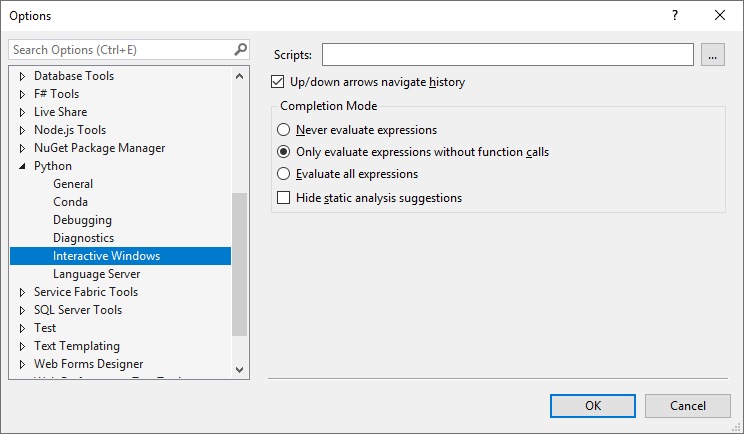 Options
?
Search Options (Ctrl+E)
Database Tools
F# Tools
Live Share
Node.js Tools
NuGet Package Manager
Python
General
Conda
Debugging
Diagnostics
Interactive Windows
Language Server
Service Fabric Tools
SQL Server Tools
Test
Text Templating
Web Forms Designer
Scripts:
...
Up/down arrows navigate history
Completion Mode
Never evaluate expressions
Only evaluate expressions without function calls
Evaluate all expressions
Hide static analysis suggestions
OK
Cancel